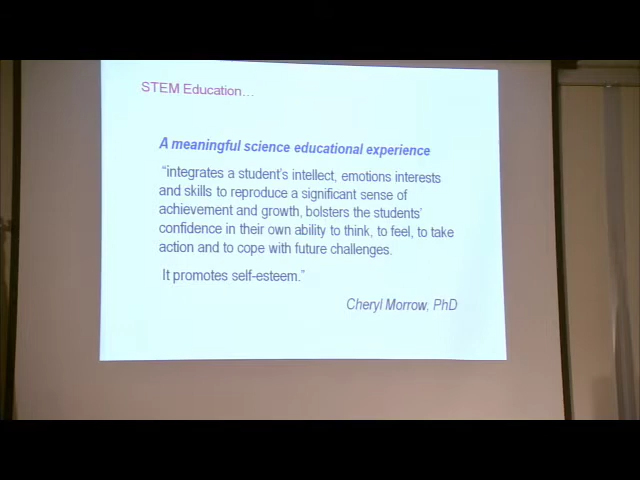 STEM Education...
A meaningful science educational experience
"integrates a student's intellect, emotions interests
and skills to reproduce a significant sense of
achievement and growth, bolsters the students'
confidence in their own ability to think, to feel, to take
action and to cope with future challenges.
It promotes self-esteem."
Cheryl Morrow, PhD